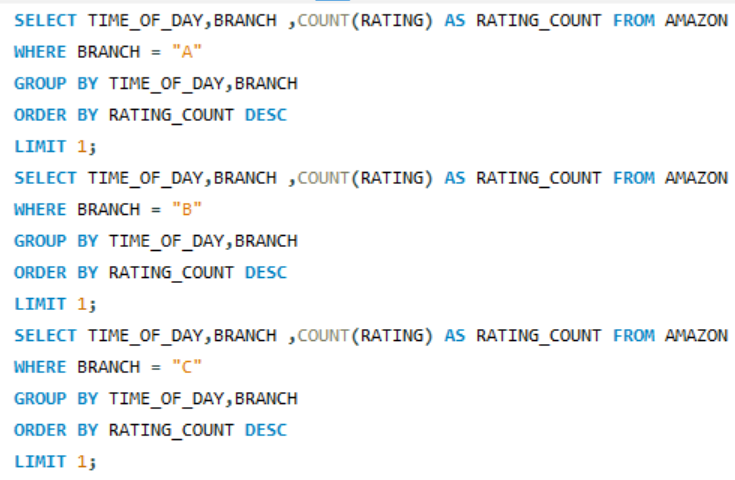 SELECT TIME_OF_DAY,BRANCH ,COUNT(RATING) AS RATING_COUNT FROM AMAZON
WHERE BRANCH = "A"
GROUP BY TIME_OF_DAY,BRANCH
ORDER BY RATING_COUNT DESC
LIMIT 1;
SELECT TIME_OF_DAY,BRANCH ,COUNT(RATING) AS RATING_COUNT FROM AMAZON
WHERE BRANCH = "B"
GROUP BY TIME_OF_DAY,BRANCH
ORDER BY RATING_COUNT DESC
LIMIT 1;
SELECT TIME_OF_DAY,BRANCH ,COUNT(RATING) AS RATING_COUNT FROM AMAZON
WHERE BRANCH = "C"
GROUP BY TIME_OF_DAY,BRANCH
ORDER BY RATING_COUNT DESC
LIMIT 1;